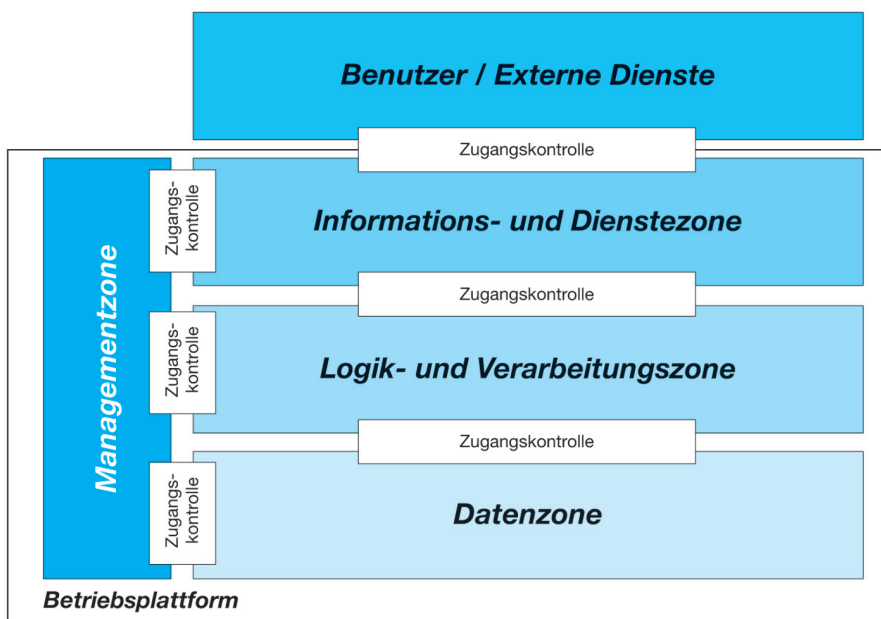 Benutzer / Externe Dienste
Zugangskontrolle
Managementzone
Zugangs-
kontrolle
Informations- und Dienstezone
Zugangskontrolle
Zugangs-
kontrolle
Logik- und Verarbeitungszone
Zugangskontrolle
Zugangs-
kontrolle
Datenzone
Betriebsplattform